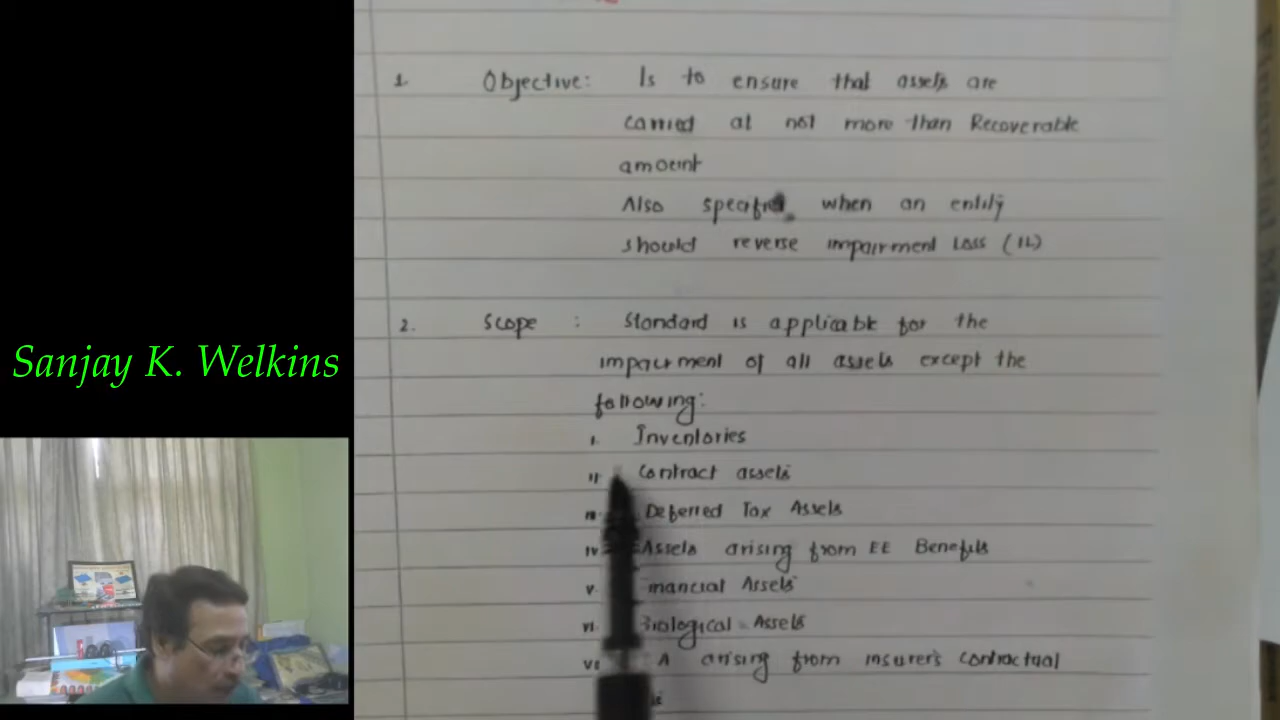 1. Objective: Is to ensure that assets are
carried at not more than Recoverable
amount
Also when an entity
should reverse impairment Loss (IL)
2. Scope : Standard is applicable for the
impairment of all assets except the
following:
i. Inventories
ii Contract assets
iii. Deferred Tax Assets
iv Assets arising from EE Benefits
v. Financial Assets
vi. Biological Assets
A arising from insurer's contractual
Sanjay K. Welkins